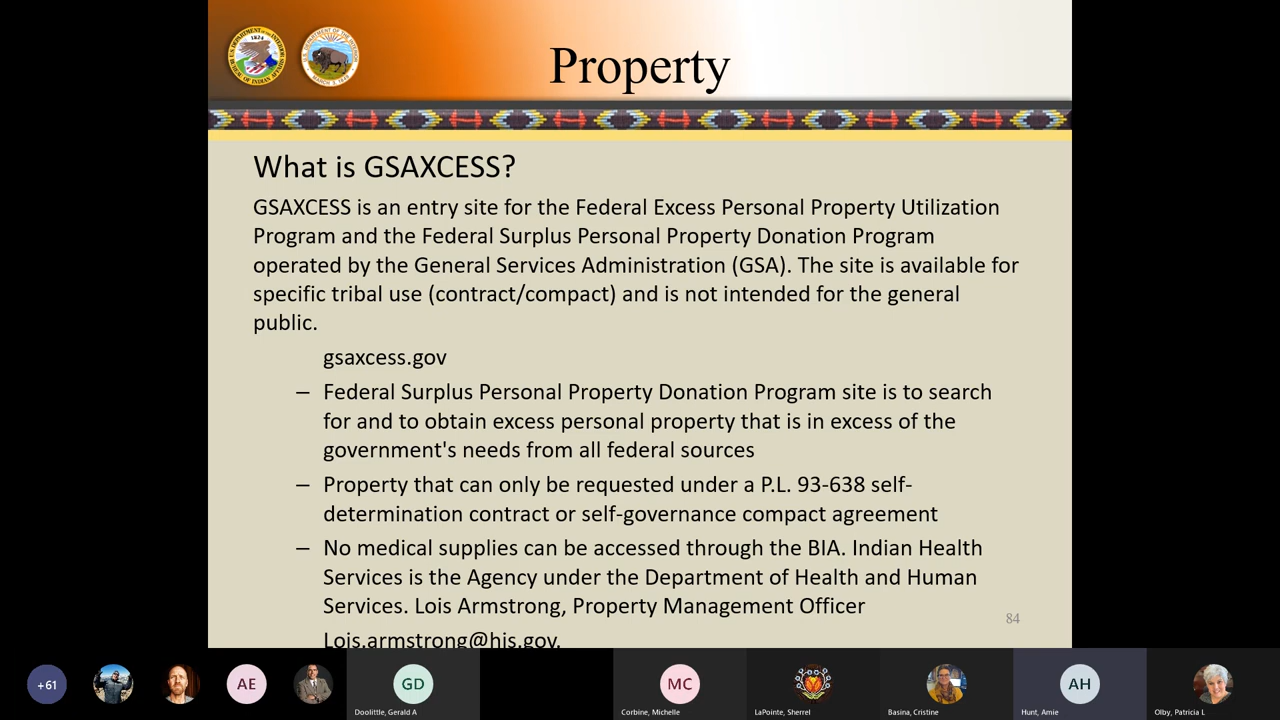 Property
What is GSAXCESS?
GSAXCESS is an entry site for the Federal Excess Personal Property Utilization
Program and the Federal Surplus Personal Property Donation Program
operated by the General Services Administration (GSA). The site is available for
specific tribal use (contract/compact) and is not intended for the general
public.
gsaxcess.gov
– Federal Surplus Personal Property Donation Program site is to search
for and to obtain excess personal property that is in excess of the
government's needs from all federal sources
– Property that can only be requested under a P.L. 93-638 self-
determination contract or self-governance compact agreement
– No medical supplies can be accessed through the BIA. Indian Health
Services is the Agency under the Department of Health and Human
Services. Lois Armstrong, Property Management Officer
84
Lois.armstrong@his.gov.
+61
AE
GD
MC
AH
Doolittle, Gerald A
Corbine, Michelle
LaPointe, Sherrel
Basina, Cristine
Hunt, Amie
Olby, Patricia L